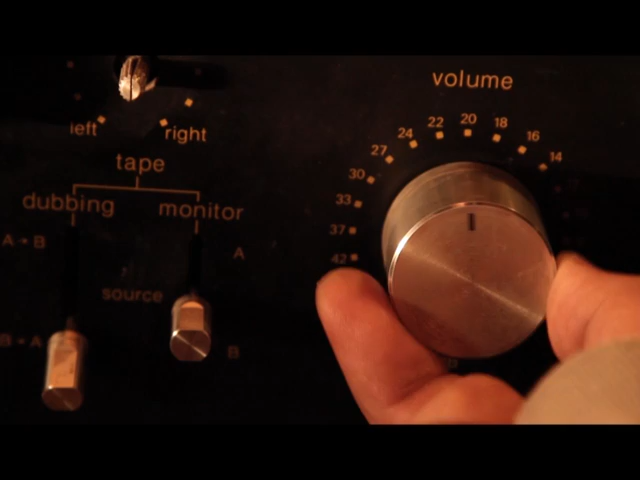 volume
left
right
tape
dubbing
monitor
A→B
A
source
B→A
B
42
37
33
30
27
24
22
20
18
16
14